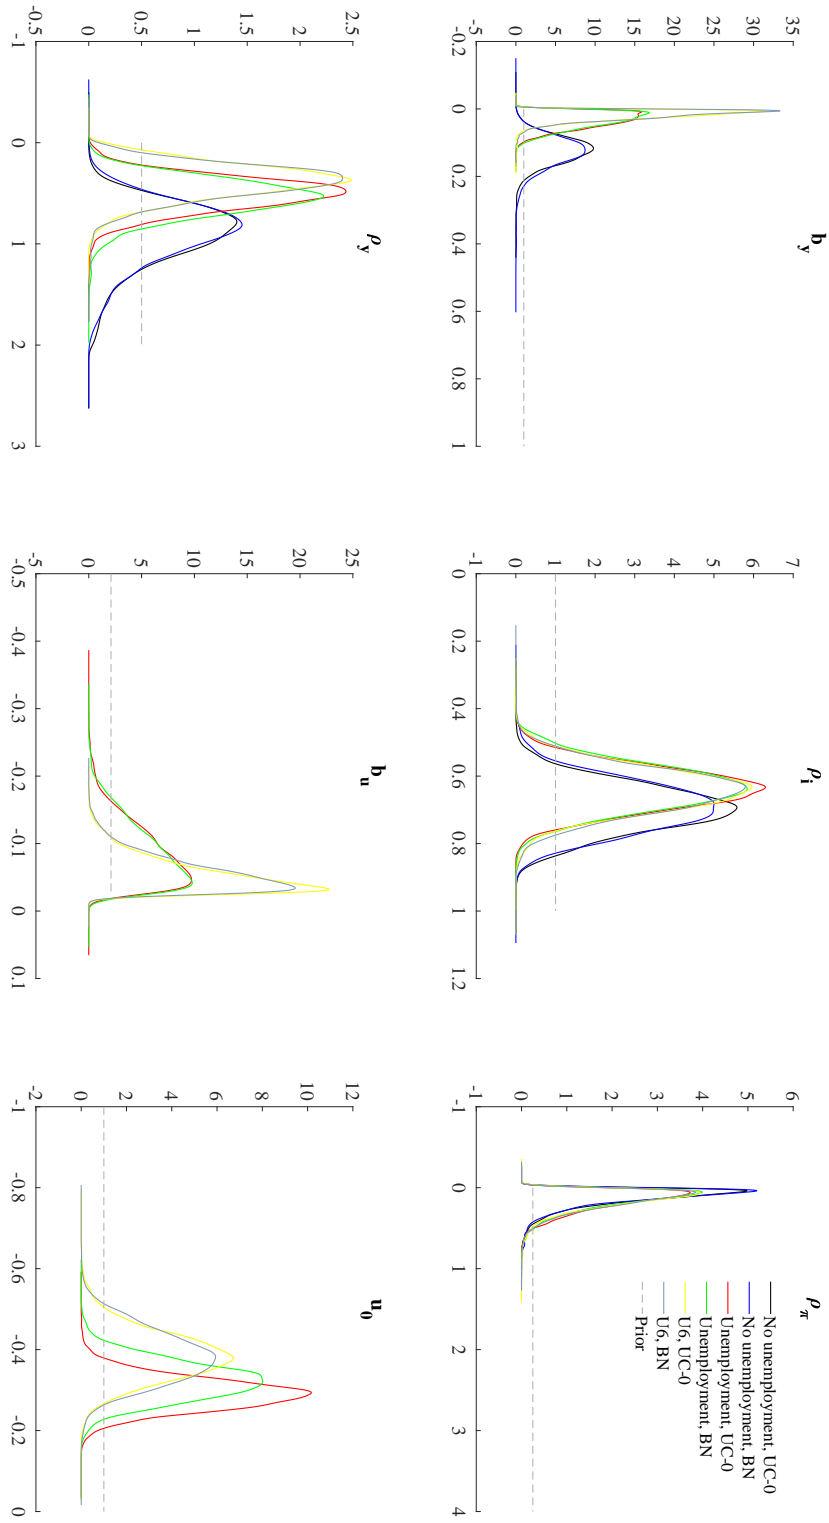 b_y
35
30
25
20
15
10
5
0
-5
-0.2 0 0.2 0.4 0.6 0.8 1
ρ_i
7
6
5
4
3
2
1
0
-1
0 0.2 0.4 0.6 0.8 1 1.2
ρ_π
6
5
4
3
2
1
0
-1
-1 0 1 2 3 4
No unemployment, UC-0
No unemployment, BN
Unemployment, UC-0
Unemployment, BN
U6, UC-0
U6, BN
Prior
ρ_y
2.5
2
1.5
1
0.5
0
-0.5
-1 0 1 2 3
b_u
25
20
15
10
5
0
-5
-0.5 -0.4 -0.3 -0.2 -0.1 0 0.1
u_0
12
10
8
6
4
2
0
-2
-1 -0.8 -0.6 -0.4 -0.2 0